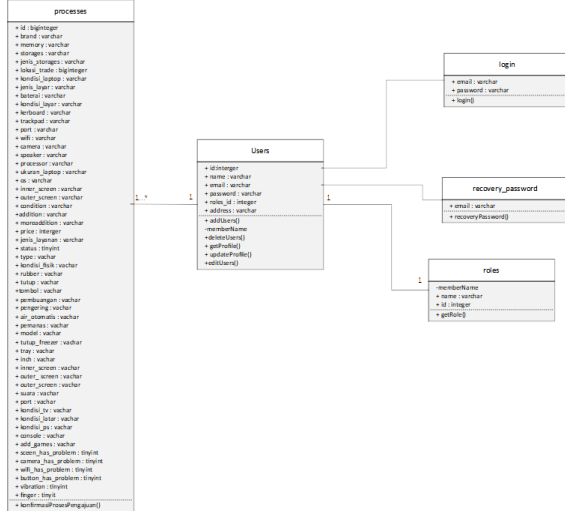 processes
+ id : biginteger
+ brand : varchar
+ memory : varchar
+ storages : varchar
+ jenis_storages : varchar
+ lokasi_trade : biginteger
+ kondisi_laptop : varchar
+ jenis_layar : varchar
+ baterai : varchar
+ kondisi_layar : varchar
+ kerboard : varchar
+ trackpad : varchar
+ port : varchar
+ wifi : varchar
+ camera : varchar
+ speaker : varchar
+ processor : varchar
+ ukuran_laptop : varchar
+ os : varchar
+ inner_screen : varchar
+ outer_screen : varchar
+ condition : varchar
+addition : varchar
+ moreaddition : varchar
+ price : interger
+ jenis_layanan : varchar
+ status : tinyint
+ type : vachar
+ kondisi_fisik : vachar
+ rubber : vachar
+ tutup : vachar
+tombol : vachar
+ pembuangan : vachar
+ pengering : vachar
+ air_otomatis : vachar
+ pemanas : vachar
+ model : vachar
+ tutup_freezer : vachar
+ tray : vachar
+ inch : vachar
+ inner_screen : vachar
+ outer_ screen : vachar
+ outer_screen : vachar
+ suara : vachar
+ port : vachar
+ kondisi_tv : vachar
+ kondisi_latar : vachar
+ kondisi_ps : vachar
+ console : vachar
+ add_games : vachar
+ sceen_has_problem : tinyint
+ camera_has_problem : tinyint
+ wifi_has_problem : tinyint
+ button_has_problem : tinyint
+ vibration : tinyint
+ finger : tinyit
+ konfirmasiProsesPengajuan()
1..*
1
Users
+ id:interger
+ name : varchar
+ email : varchar
+ password : varchar
+ roles_id : integer
+ address : varchar
+ addUsers()
-memberName
+deleteUsers()
+ getProfile()
+ updateProfile()
+editUsers()
1
1
login
+ email : varchar
+ password : varchar
+ login()
recovery_password
+ email : varchar
+ recoveryPassword()
roles
-memberName
+ name : varchar
+ id : integer
+ getRole()